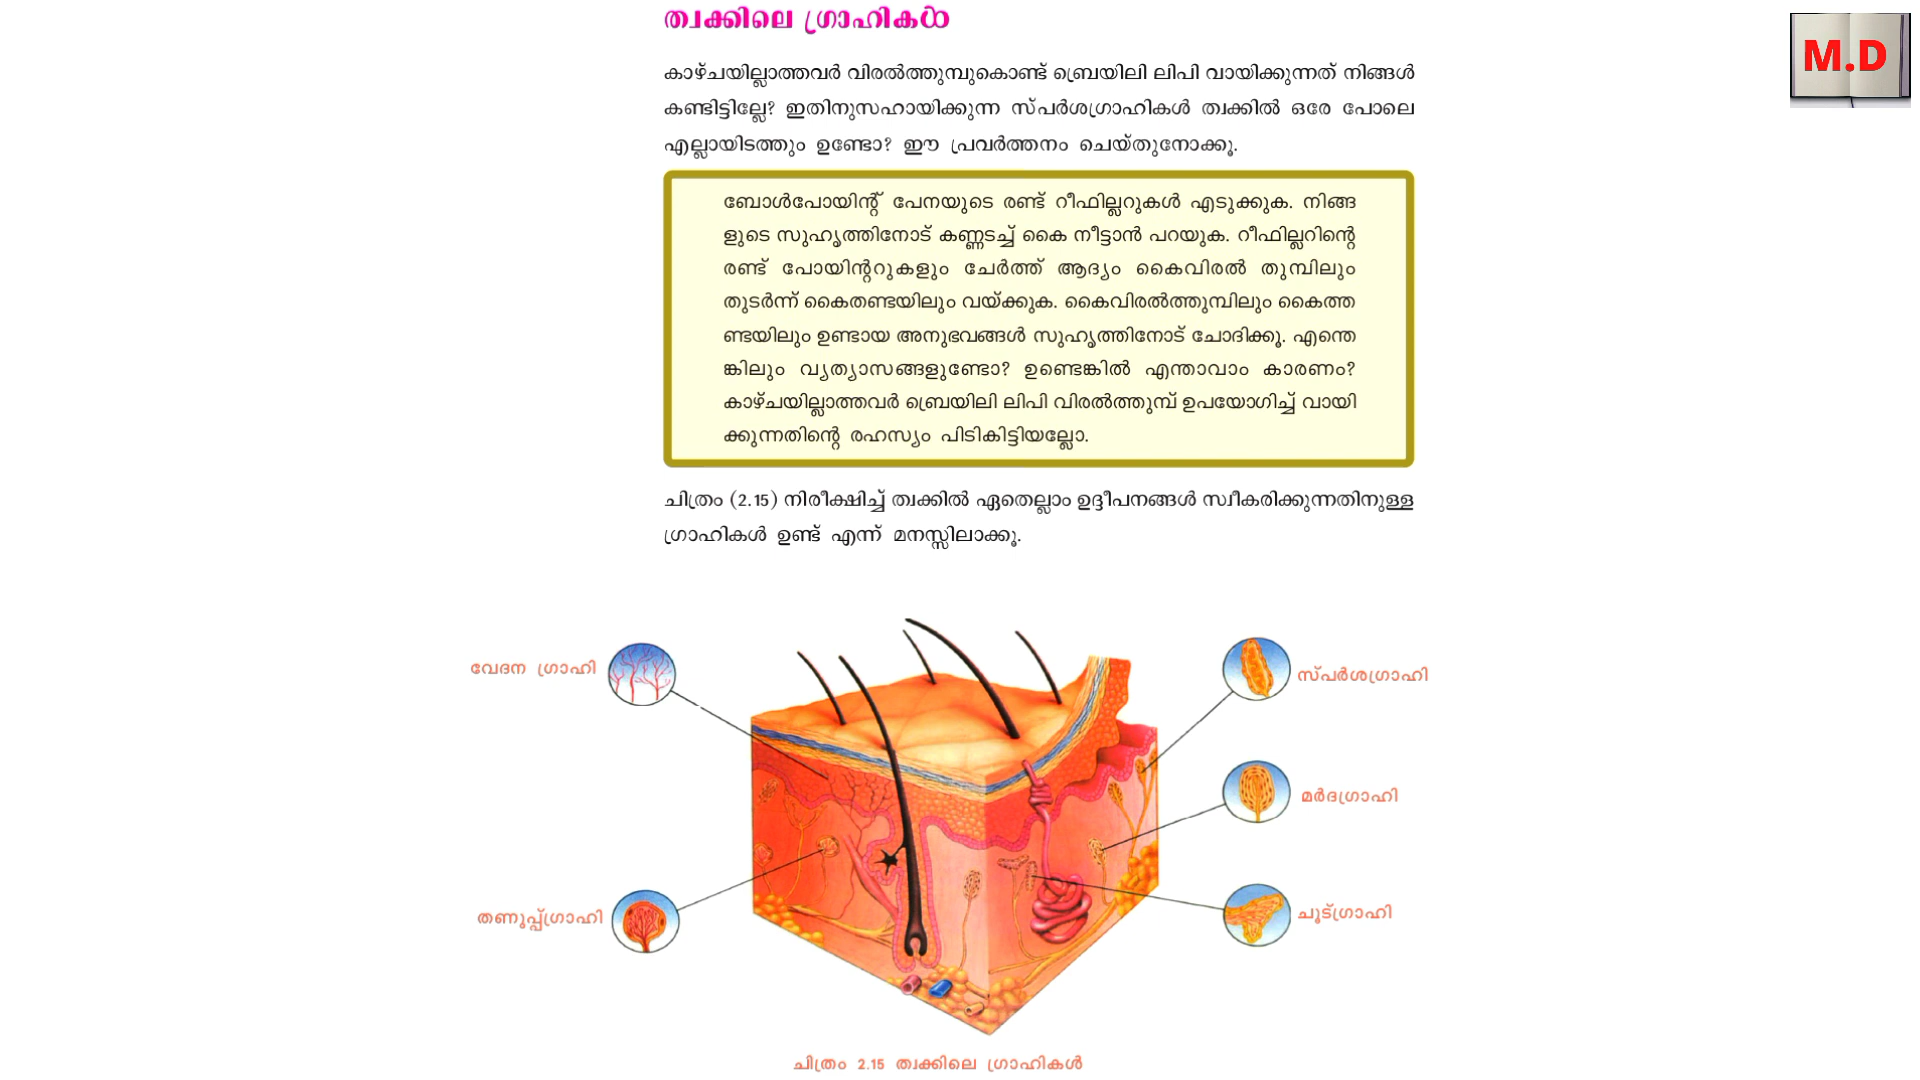 ത്വക്കിലെ ഗ്രാഹികൾ
M.D
കാഴ്ചയില്ലാത്തവർ വിരൽത്തുമ്പുകൊണ്ട് ബ്രെയിലി ലിപി വായിക്കുന്നത് നിങ്ങൾ
കണ്ടിട്ടില്ലേ? ഇതിനുസഹായിക്കുന്ന സ്പർശഗ്രാഹികൾ ത്വക്കിൽ ഒരേ പോലെ
എല്ലായിടത്തും ഉണ്ടോ? ഈ പ്രവർത്തനം ചെയ്തുനോക്കൂ.
ബോൾപോയിന്റ് പേനയുടെ രണ്ട് റീഫില്ലറുകൾ എടുക്കുക. നിങ്ങ
ളുടെ സുഹൃത്തിനോട് കണ്ണടച്ച് കൈ നീട്ടാൻ പറയുക. റീഫില്ലറിന്റെ
രണ്ട് പോയിന്ററുകളും ചേർത്ത് ആദ്യം കൈവിരൽ തുമ്പിലും
തുടർന്ന് കൈതണ്ടയിലും വയ്ക്കുക. കൈവിരൽത്തുമ്പിലും കൈത്ത
ണ്ടയിലും ഉണ്ടായ അനുഭവങ്ങൾ സുഹൃത്തിനോട് ചോദിക്കൂ. എന്തെ
ങ്കിലും വ്യത്യാസങ്ങളുണ്ടോ? ഉണ്ടെങ്കിൽ എന്താവാം കാരണം?
കാഴ്ചയില്ലാത്തവർ ബ്രെയിലി ലിപി വിരൽത്തുമ്പ് ഉപയോഗിച്ച് വായി
ക്കുന്നതിന്റെ രഹസ്യം പിടികിട്ടിയല്ലോ.
ചിത്രം (2.15) നിരീക്ഷിച്ച് ത്വക്കിൽ ഏതെല്ലാം ഉദ്ദീപനങ്ങൾ സ്വീകരിക്കുന്നതിനുള്ള
ഗ്രാഹികൾ ഉണ്ട് എന്ന് മനസ്സിലാക്കൂ.
വേദന ഗ്രാഹി
സ്പർശഗ്രാഹി
മർദഗ്രാഹി
തണുപ്പ്ഗ്രാഹി
ചൂട്ഗ്രാഹി
ചിത്രം 2.15 ത്വക്കിലെ ഗ്രാഹികൾ